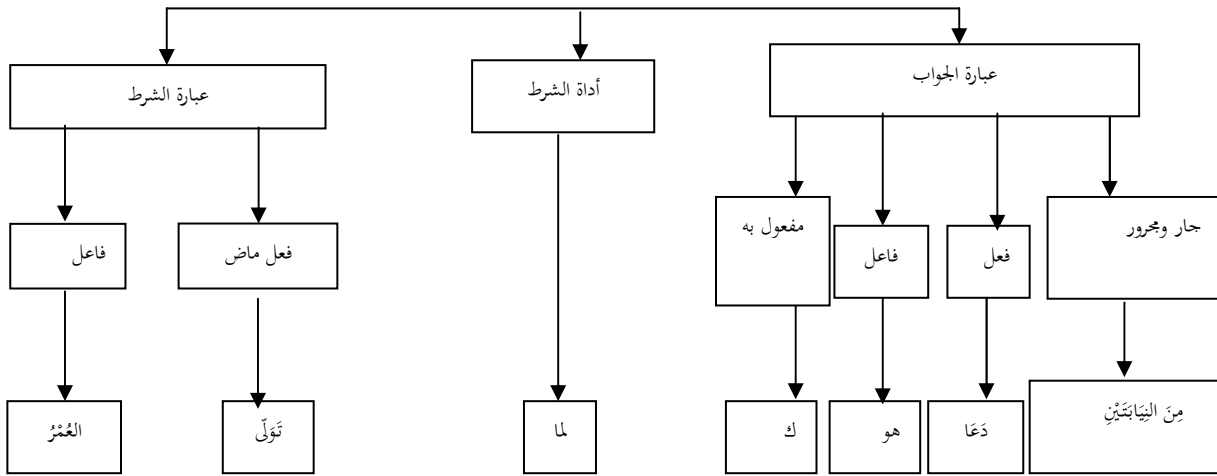 عبارة الجواب
أداة الشرط
عبارة الشرط
جار ومجرور
فعل
فاعل
مفعول به
فعل ماض
فاعل
مِنَ النِيَابَتَيْنِ
دَعَا
هو
ك
لما
تَوَلّى
العُمْرُ